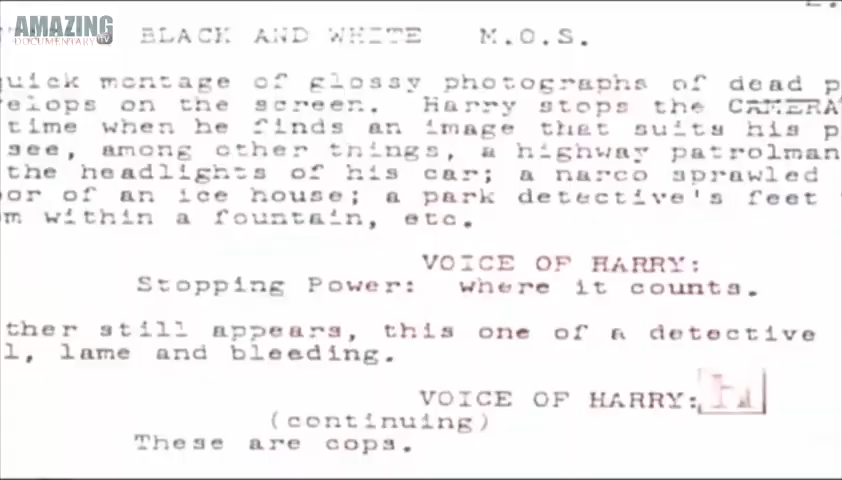 AMAZING
DOCUMENTARY TV
BLACK AND WHITE M.O.S.
uick montage of glossy photographs of dead p
elops on the screen. Harry stops the CAMERA
time when he finds an image that suits his p
see, among other things, a highway patrolman
the headlights of his car; a narco sprawled
or of an ice house; a park detective's feet
m within a fountain, etc.
VOICE OF HARRY:
Stopping Power: where it counts.
ther still appears, this one of a detective
l, lame and bleeding.
VOICE OF HARRY:
(continuing)
These are cops.